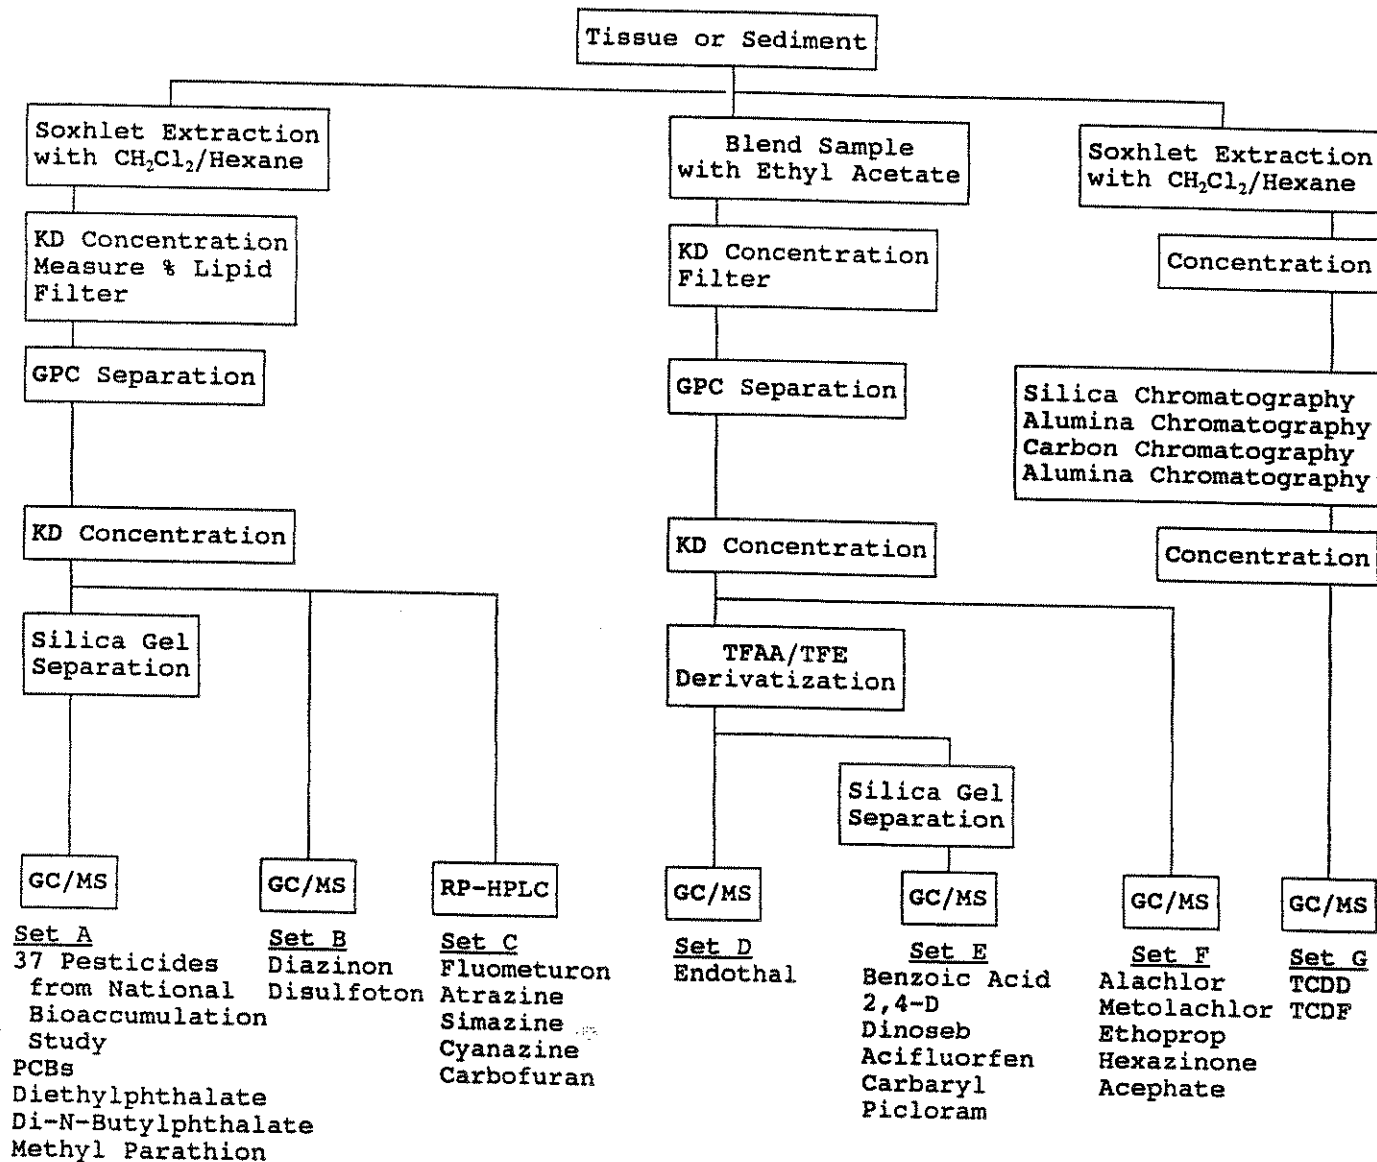 Tissue or Sediment
Soxhlet Extraction
with CH₂Cl₂/Hexane
Blend Sample
with Ethyl Acetate
Soxhlet Extraction
with CH₂Cl₂/Hexane
KD Concentration
Measure % Lipid
Filter
KD Concentration
Filter
Concentration
GPC Separation
GPC Separation
Silica Chromatography
Alumina Chromatography
Carbon Chromatography
Alumina Chromatography
KD Concentration
KD Concentration
Concentration
Silica Gel
Separation
TFAA/TFE
Derivatization
Silica Gel
Separation
GC/MS
GC/MS
RP-HPLC
GC/MS
GC/MS
GC/MS
GC/MS
Set A
37 Pesticides
from National
Bioaccumulation
Study
PCBs
Diethylphthalate
Di-N-Butylphthalate
Methyl Parathion
Set B
Diazinon
Disulfoton
Set C
Fluometuron
Atrazine
Simazine
Cyanazine
Carbofuran
Set D
Endothal
Set E
Benzoic Acid
2,4-D
Dinoseb
Acifluorfen
Carbaryl
Picloram
Set F
Alachlor
Metolachlor
Ethoprop
Hexazinone
Acephate
Set G
TCDD
TCDF